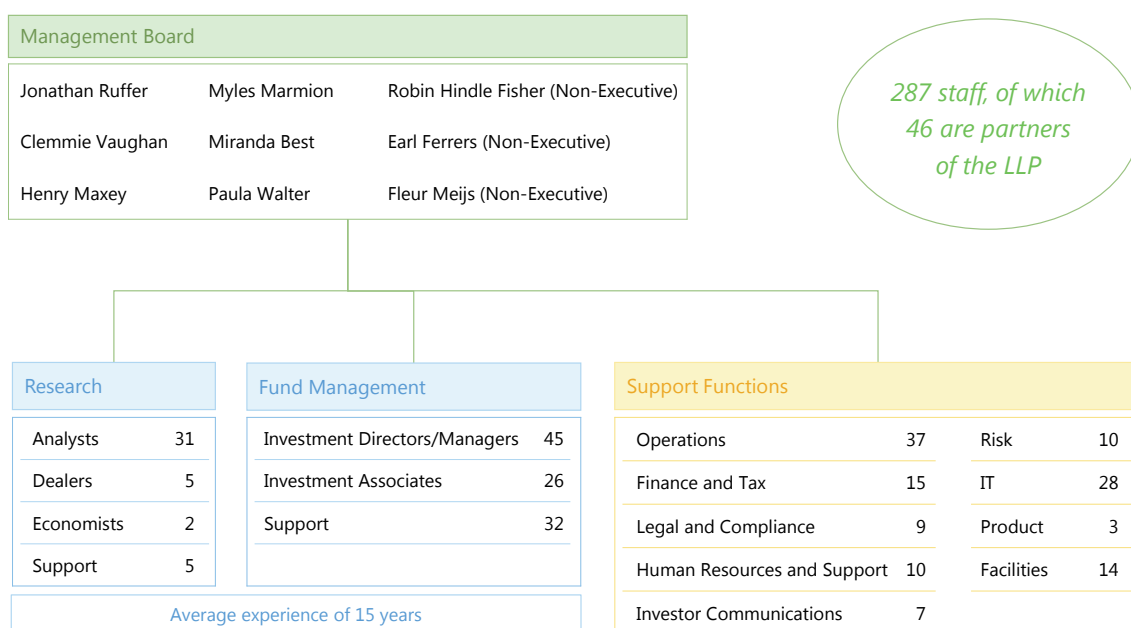 Management Board
Jonathan Ruffer Myles Marmion Robin Hindle Fisher (Non-Executive)
Clemmie Vaughan Miranda Best Earl Ferrers (Non-Executive)
Henry Maxey Paula Walter Fleur Meijs (Non-Executive)
287 staff, of which
46 are partners
of the LLP
Research
Analysts 31
Dealers 5
Economists 2
Support 5
Fund Management
Investment Directors/Managers 45
Investment Associates 26
Support 32
Average experience of 15 years
Support Functions
Operations 37 Risk 10
Finance and Tax 15 IT 28
Legal and Compliance 9 Product 3
Human Resources and Support 10 Facilities 14
Investor Communications 7